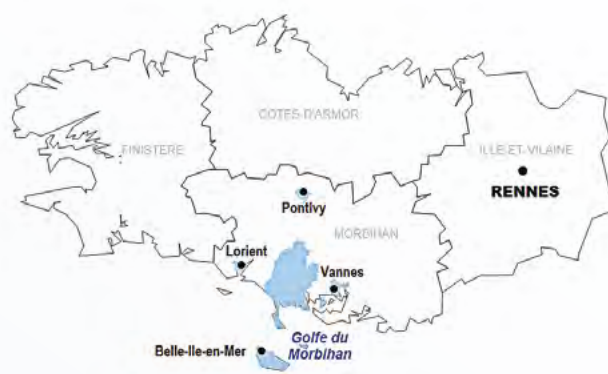 COTES-D'ARMOR
FINISTERE
ILLE-ET-VILAINE
RENNES
Pontivy
MORBIHAN
Lorient
Vannes
Golfe du
Morbihan
Belle-Ile-en-Mer